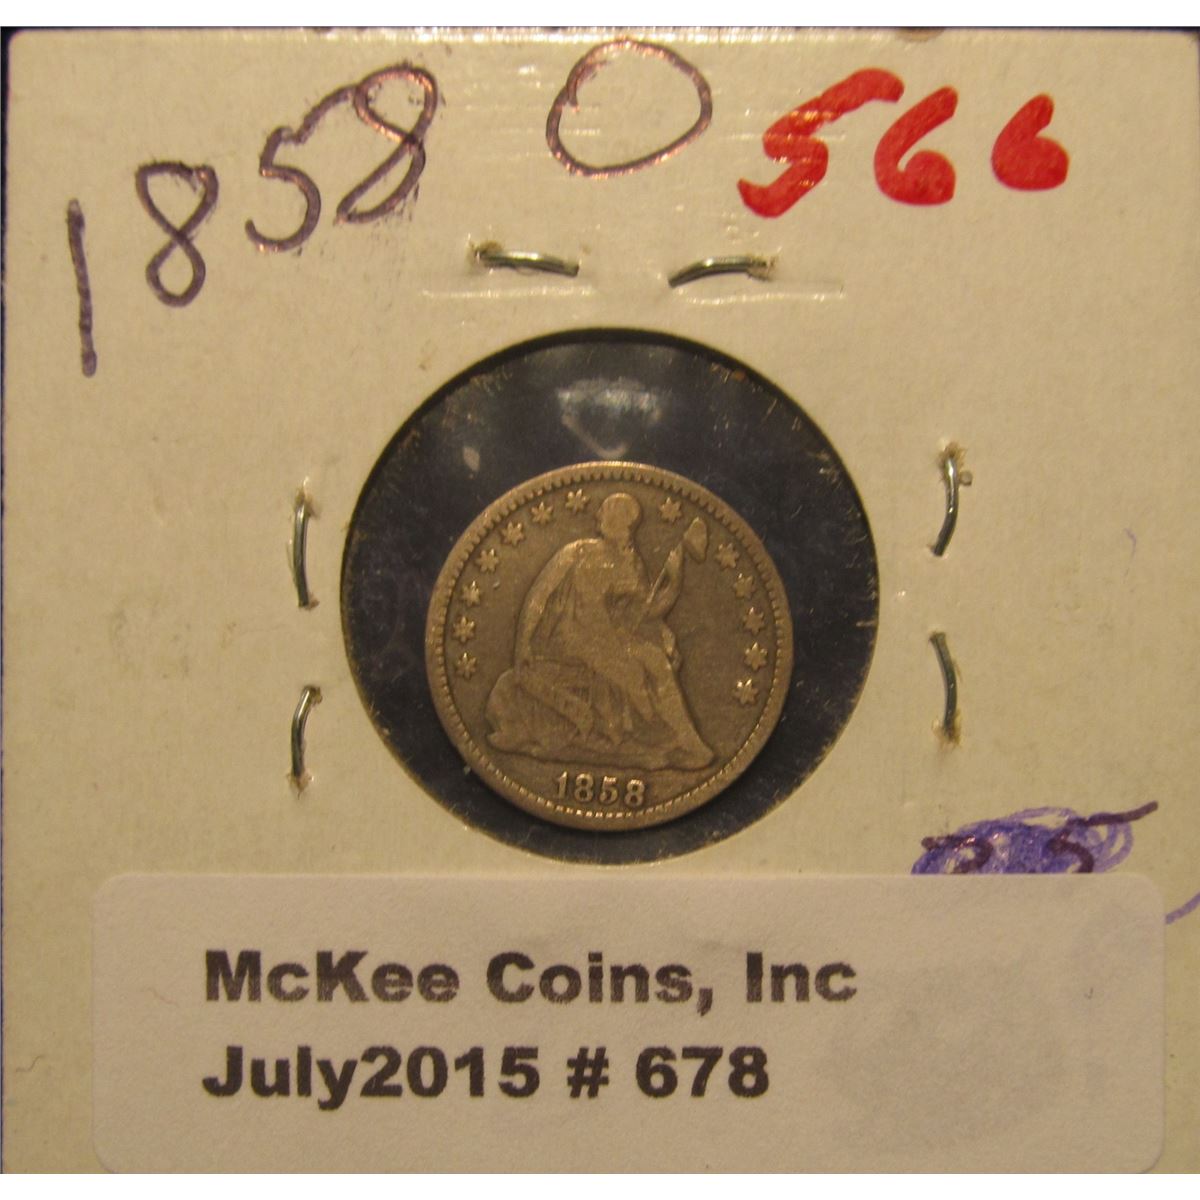 1858 O 566
1858
McKee Coins, Inc
July2015 # 678